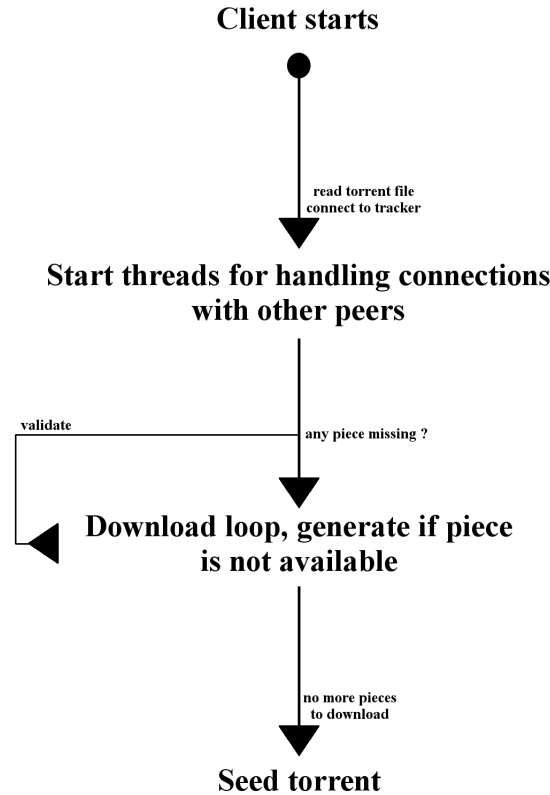 Client starts
read torrent file
connect to tracker
Start threads for handling connections
with other peers
validate
any piece missing ?
Download loop, generate if piece
is not available
no more pieces
to download
Seed torrent